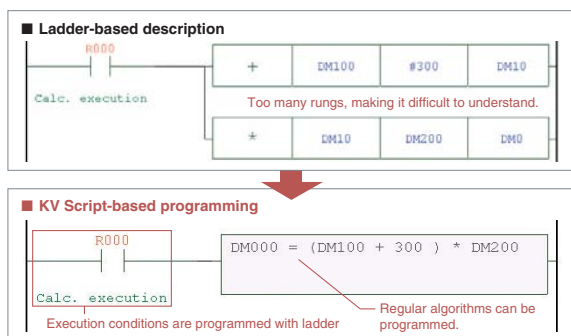 ■ Ladder-based description
R000
+ DM100 #300 DM10
Calc. execution
Too many rungs, making it difficult to understand.
* DM10 DM200 DM0
■ KV Script-based programming
R000
DM000 = (DM100 + 300 ) * DM200
Calc. execution
Execution conditions are programmed with ladder
Regular algorithms can be
programmed.